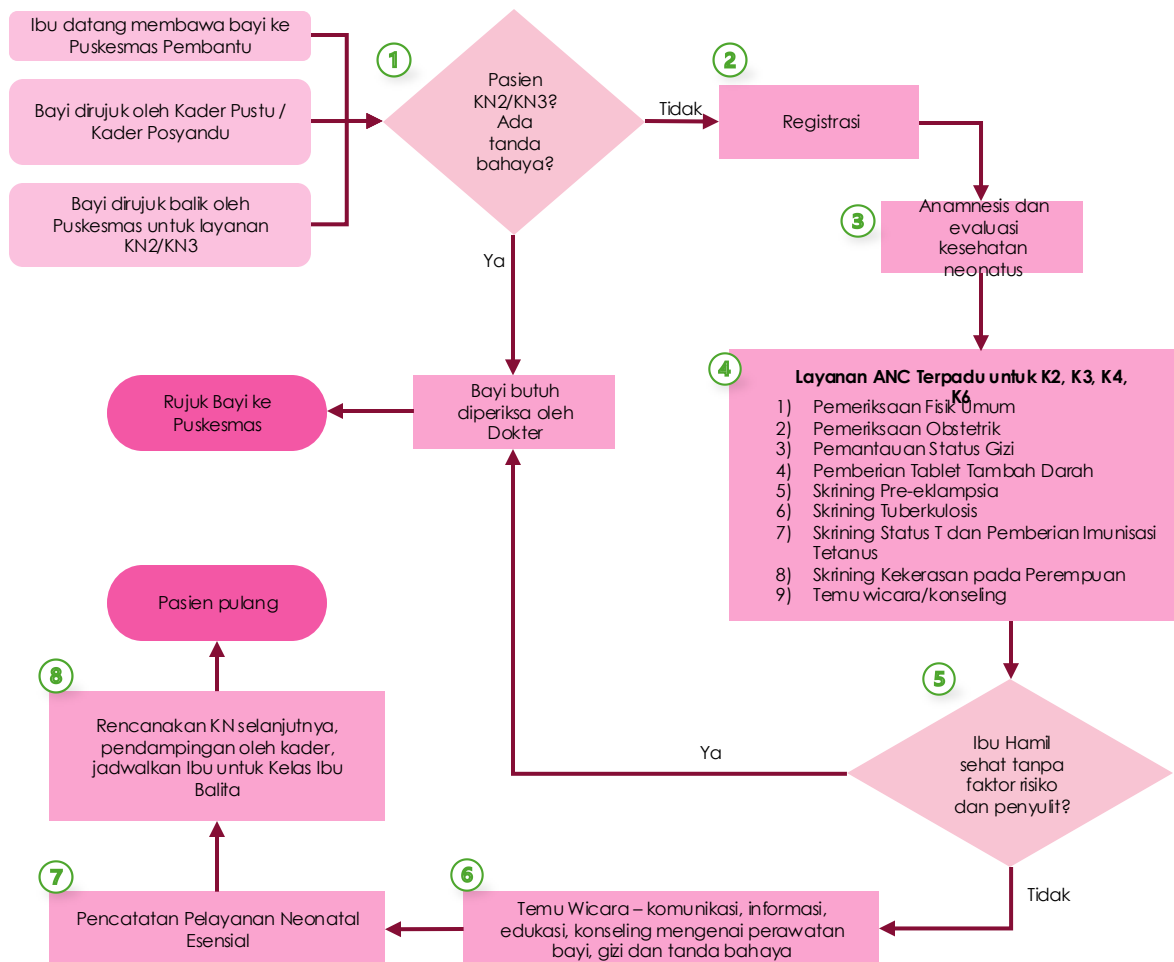 Ibu datang membawa bayi ke
Puskesmas Pembantu
Bayi dirujuk oleh Kader Pustu /
Kader Posyandu
Bayi dirujuk balik oleh
Puskesmas untuk layanan
KN2/KN3
1
Pasien
KN2/KN3?
Ada
tanda
bahaya?
Tidak
Ya
2
Registrasi
3
Anamnesis dan
evaluasi
kesehatan
neonatus
4
Layanan ANC Terpadu untuk K2, K3, K4,
K6
1) Pemeriksaan Fisik Umum
2) Pemeriksaan Obstetrik
3) Pemantauan Status Gizi
4) Pemberian Tablet Tambah Darah
5) Skrining Pre-eklampsia
6) Skrining Tuberkulosis
7) Skrining Status T dan Pemberian Imunisasi
Tetanus
8) Skrining Kekerasan pada Perempuan
9) Temu wicara/konseling
Bayi butuh
diperiksa oleh
Dokter
Rujuk Bayi ke
Puskesmas
5
Ibu Hamil
sehat tanpa
faktor risiko
dan penyulit?
Ya
Tidak
6
Temu Wicara – komunikasi, informasi,
edukasi, konseling mengenai perawatan
bayi, gizi dan tanda bahaya
7
Pencatatan Pelayanan Neonatal
Esensial
8
Rencanakan KN selanjutnya,
pendampingan oleh kader,
jadwalkan Ibu untuk Kelas Ibu
Balita
Pasien pulang